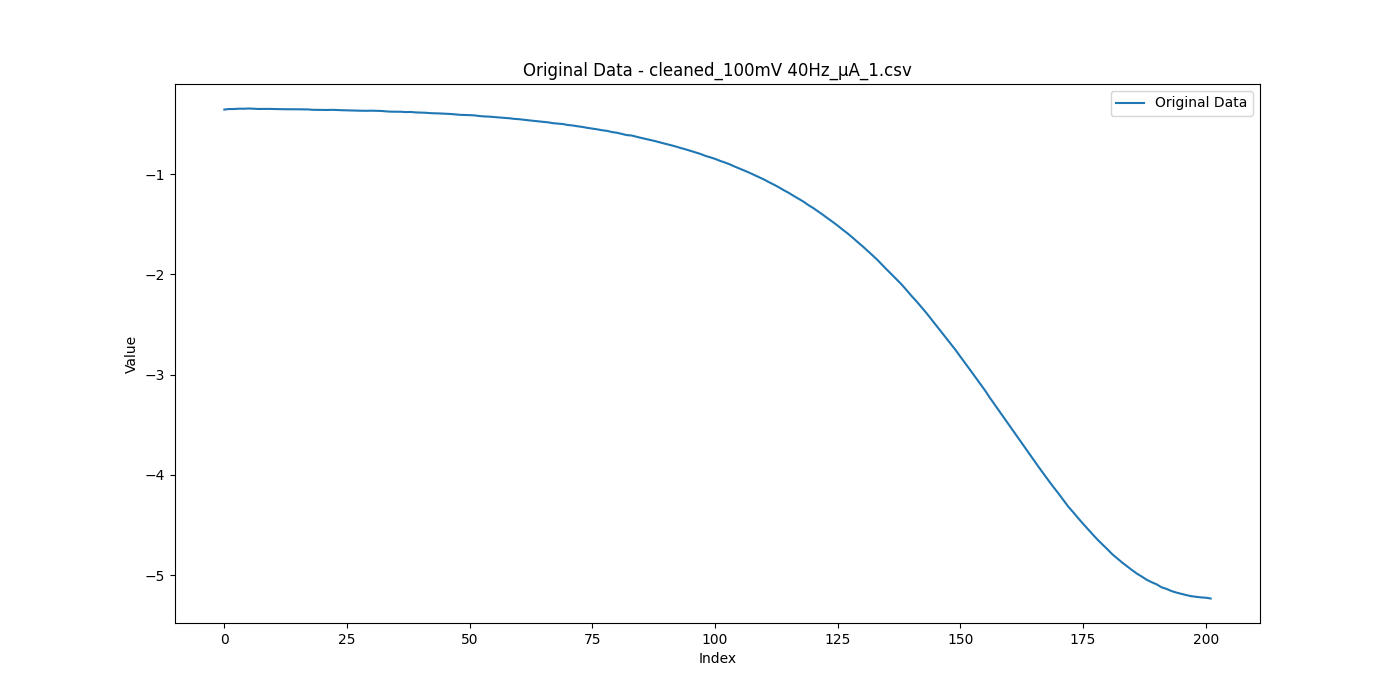 Original Data - cleaned_100mV 40Hz_μA_1.csv
Original Data
−1
−2
−3
−4
−5
Value
0 25 50 75 100 125 150 175 200
Index